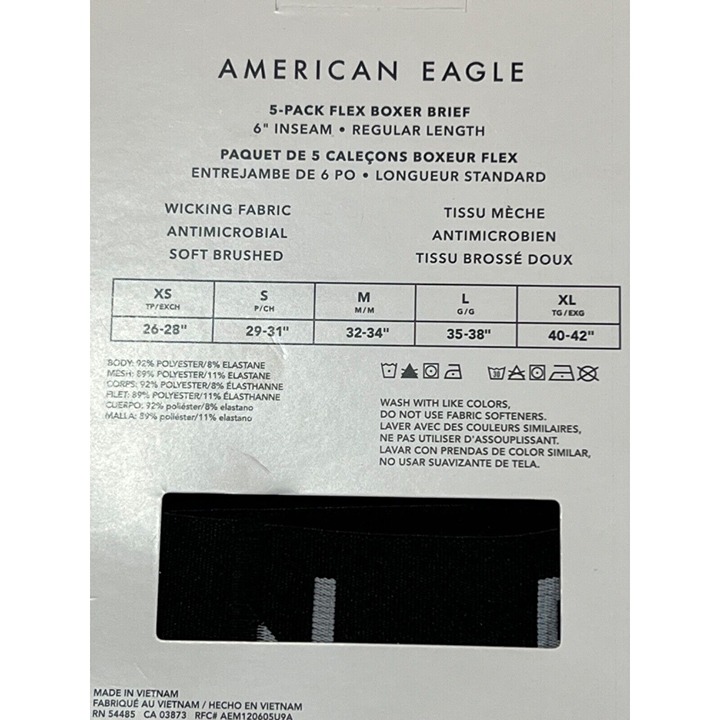 AMERICAN EAGLE
5-PACK FLEX BOXER BRIEF
6" INSEAM • REGULAR LENGTH
PAQUET DE 5 CALEÇONS BOXEUR FLEX
ENTREJAMBE DE 6 PO • LONGUEUR STANDARD
WICKING FABRIC
ANTIMICROBIAL
SOFT BRUSHED
TISSU MÈCHE
ANTIMICROBIEN
TISSU BROSSÉ DOUX
XS S M L XL
TP/EXCH P/CH M/M G/G TG/EXG
26-28" 29-31" 32-34" 35-38" 40-42"
BODY: 92% POLYESTER/8% ELASTANE
MESH: 89% POLYESTER/11% ELASTANE
CORPS: 92% POLYESTER/8% ÉLASTHANNE
FILET: 89% POLYESTER/11% ÉLASTHANNE
CUERPO: 92% poliéster/8% elastano
MALLA: 89% poliéster/11% elastano
30
WASH WITH LIKE COLORS,
DO NOT USE FABRIC SOFTENERS.
LAVER AVEC DES COULEURS SIMILAIRES,
NE PAS UTILISER D'ASSOUPLISSANT.
LAVAR CON PRENDAS DE COLOR SIMILAR,
NO USAR SUAVIZANTE DE TELA.
MADE IN VIETNAM
FABRIQUÉ AU VIETNAM / HECHO EN VIETNAM
RN 54485 CA 03873 RFC# AEM120605U9A